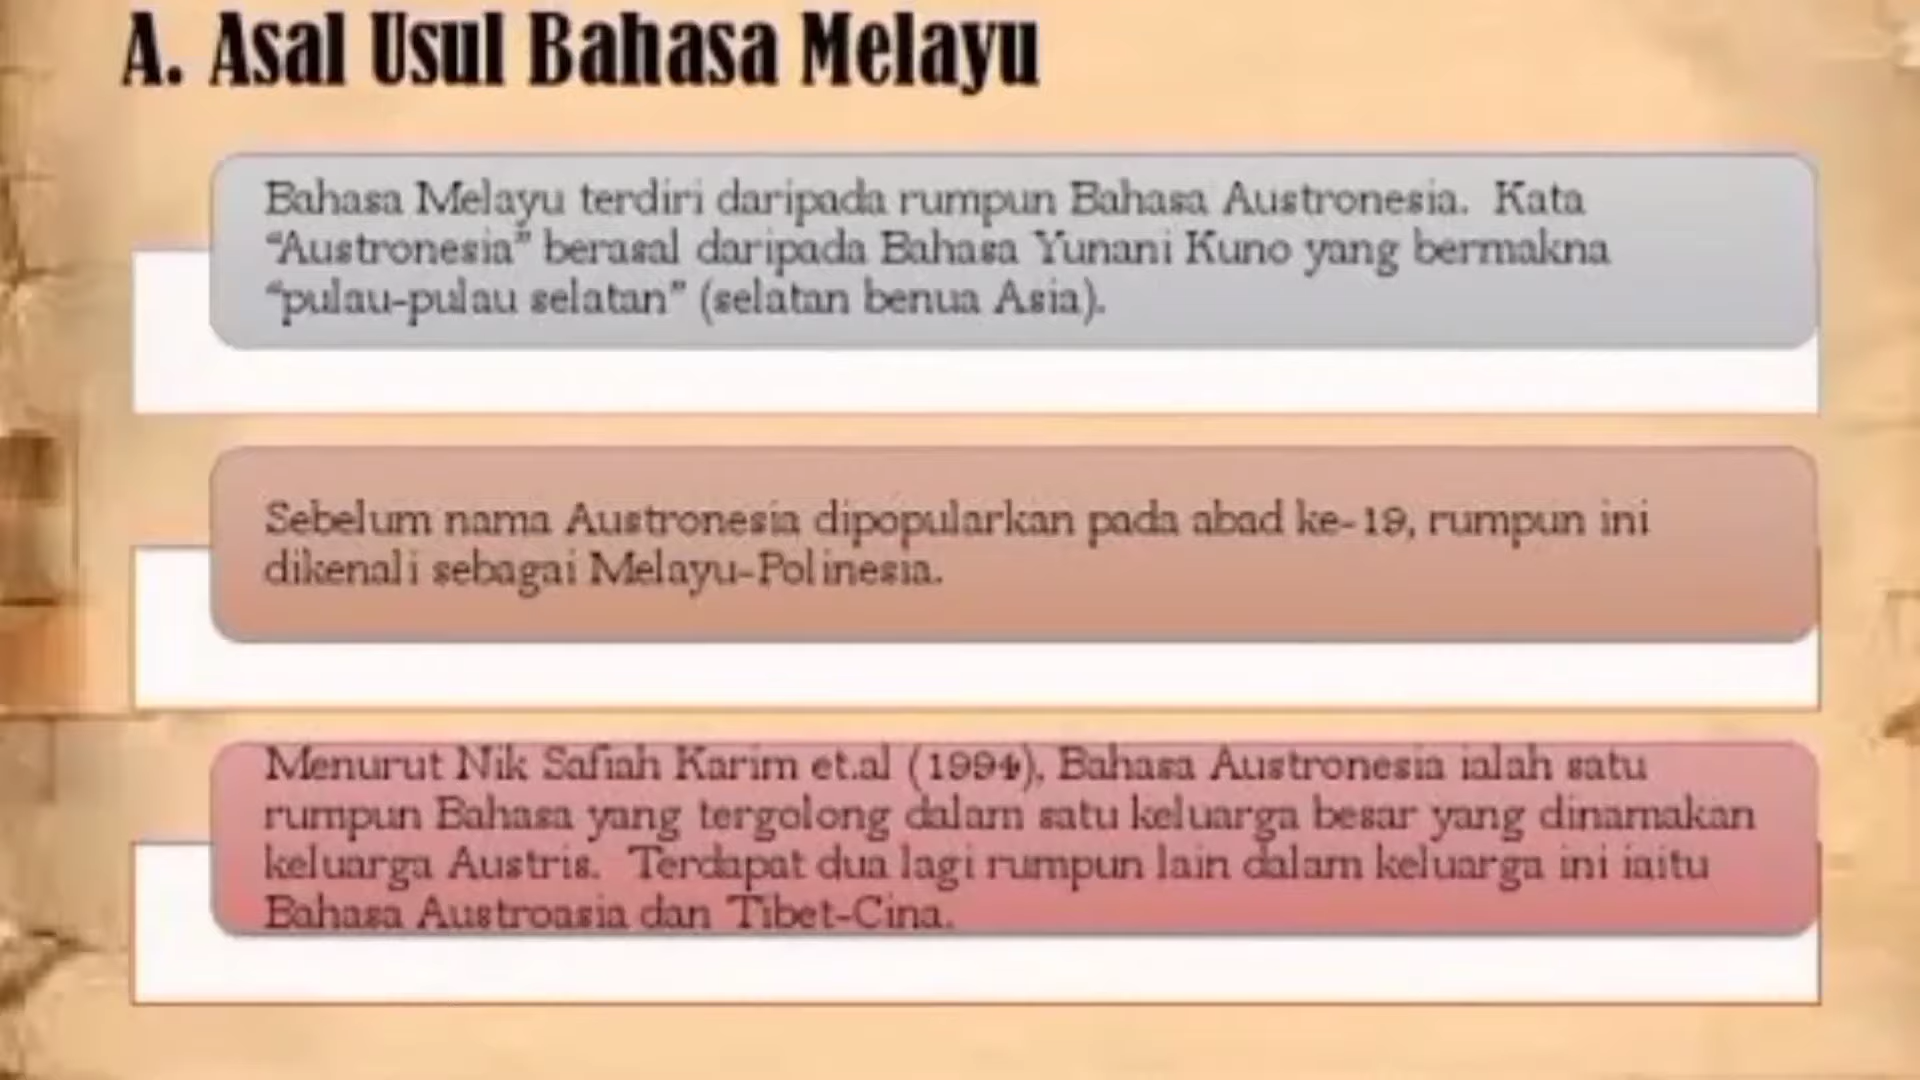 A. Asal Usul Bahasa Melayu
Bahasa Melayu terdiri daripada rumpun Bahasa Austronesia. Kata
“Austronesia” berasal daripada Bahasa Yunani Kuno yang bermakna
“pulau-pulau selatan” (selatan benua Asia).
Sebelum nama Austronesia dipopularkan pada abad ke-19, rumpun ini
dikenali sebagai Melayu-Polinesia.
Menurut Nik Safiah Karim et.al (1994), Bahasa Austronesia ialah satu
rumpun Bahasa yang tergolong dalam satu keluarga besar yang dinamakan
keluarga Austris. Terdapat dua lagi rumpun lain dalam keluarga ini iaitu
Bahasa Austroasia dan Tibet-Cina.